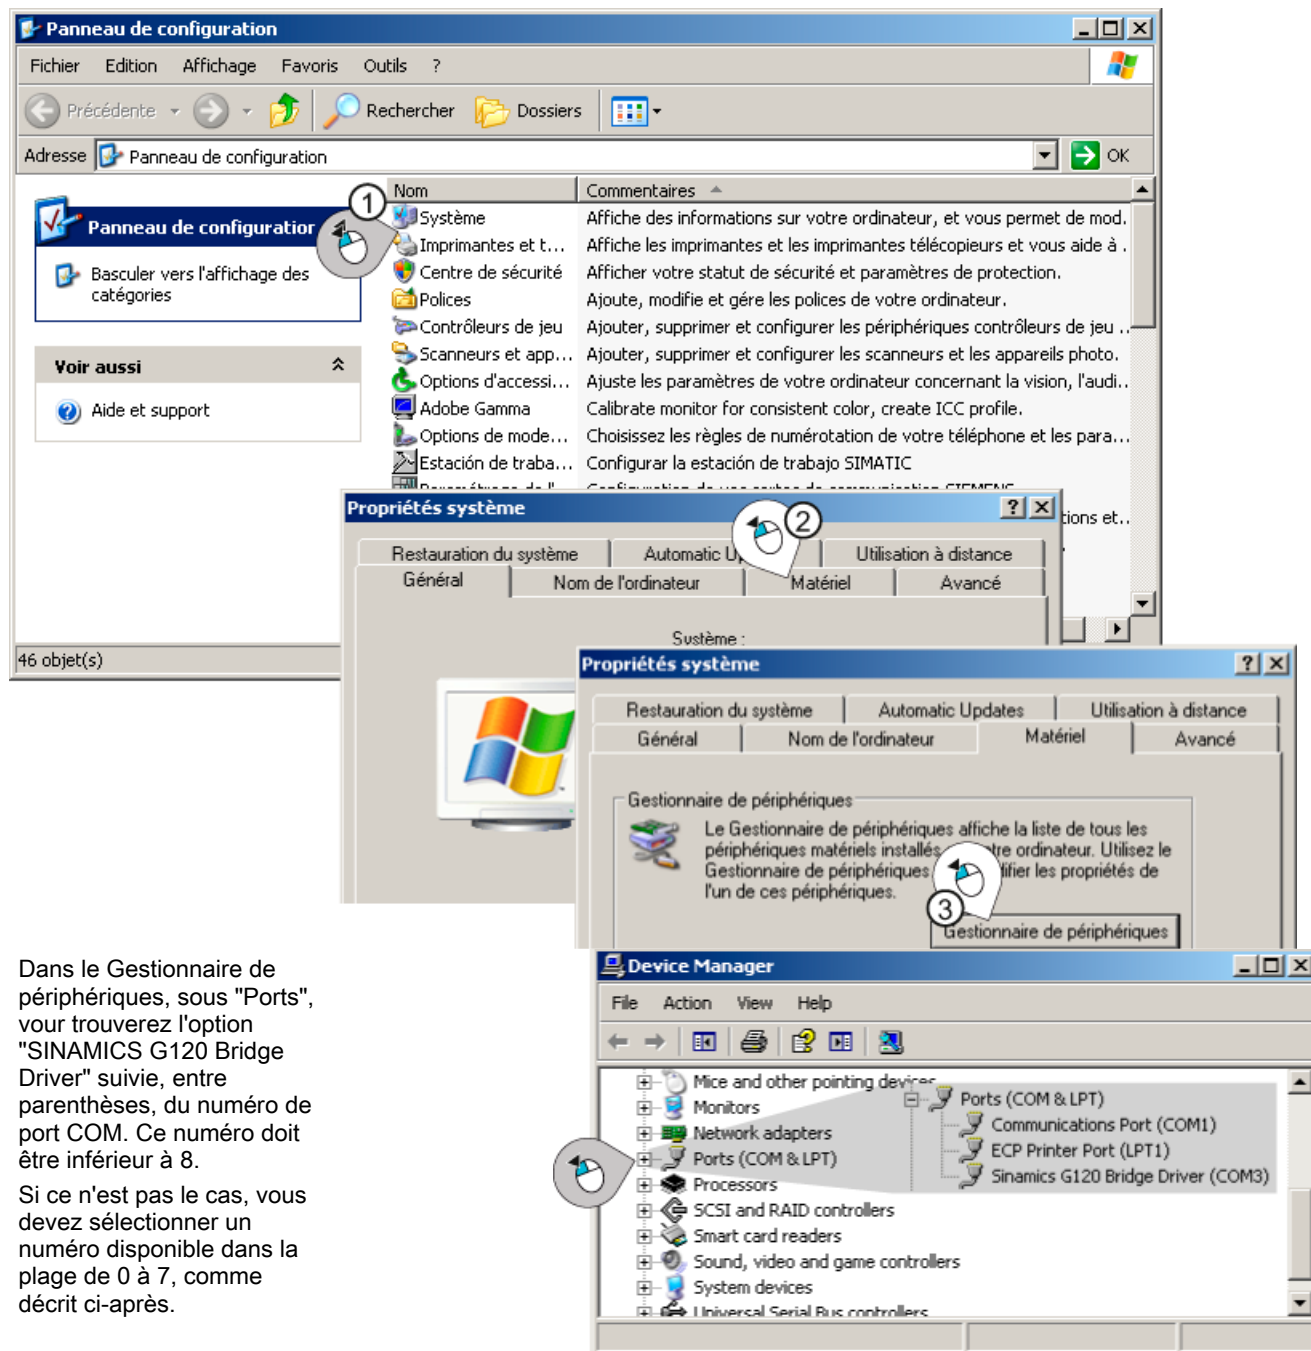 Panneau de configuration
Fichier Edition Affichage Favoris Outils ?
Précédente Rechercher Dossiers
Adresse Panneau de configuration OK
Nom Commentaires
1
Panneau de configuration
Basculer vers l'affichage des
catégories
Voir aussi
Aide et support
Système Affiche des informations sur votre ordinateur, et vous permet de mod.
Imprimantes et t... Affiche les imprimantes et les imprimantes télécopieurs et vous aide à .
Centre de sécurité Afficher votre statut de sécurité et paramètres de protection.
Polices Ajoute, modifie et gére les polices de votre ordinateur.
Contrôleurs de jeu Ajouter, supprimer et configurer les périphériques contrôleurs de jeu ..
Scanneurs et app... Ajouter, supprimer et configurer les scanneurs et les appareils photo.
Options d'accessi... Ajuste les paramètres de votre ordinateur concernant la vision, l'audi..
Adobe Gamma Calibrate monitor for consistent color, create ICC profile.
Options de mode... Choisissez les règles de numérotation de votre téléphone et les para...
Estación de traba... Configurar la estación de trabajo SIMATIC
tions et..
46 objet(s)
Propriétés système
2
Restauration du système Automatic Utilisation à distance
Général Nom de l'ordinateur Matériel Avancé
Système :
Propriétés système
Restauration du système Automatic Updates Utilisation à distance
Général Nom de l'ordinateur Matériel Avancé
Gestionnaire de périphériques
Le Gestionnaire de périphériques affiche la liste de tous les
périphériques matériels installés ordinateur. Utilisez le
Gestionnaire de périphériques les propriétés de
l'un de ces périphériques.
3
Gestionnaire de périphériques
Dans le Gestionnaire de
périphériques, sous "Ports",
vour trouverez l'option
"SINAMICS G120 Bridge
Driver" suivie, entre
parenthèses, du numéro de
port COM. Ce numéro doit
être inférieur à 8.
Si ce n'est pas le cas, vous
devez sélectionner un
numéro disponible dans la
plage de 0 à 7, comme
décrit ci-après.
Device Manager
File Action View Help
Mice and other pointing devices
Monitors
Network adapters
Ports (COM & LPT)
Processors
SCSI and RAID controllers
Smart card readers
Sound, video and game controllers
System devices
Universal Serial Bus controllers
Ports (COM & LPT)
Communications Port (COM1)
ECP Printer Port (LPT1)
Sinamics G120 Bridge Driver (COM3)